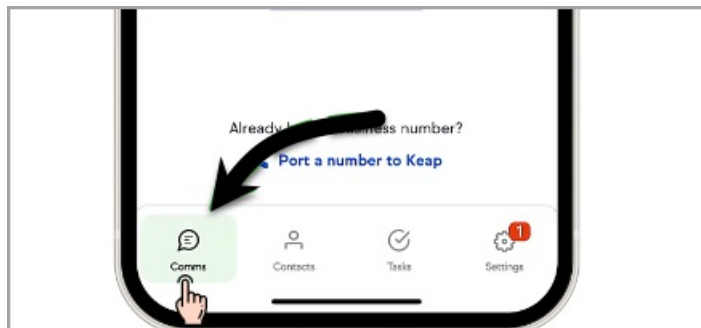 Already business number?
Port a number to Keap
Comms
Contacts
Tasks
Settings
1